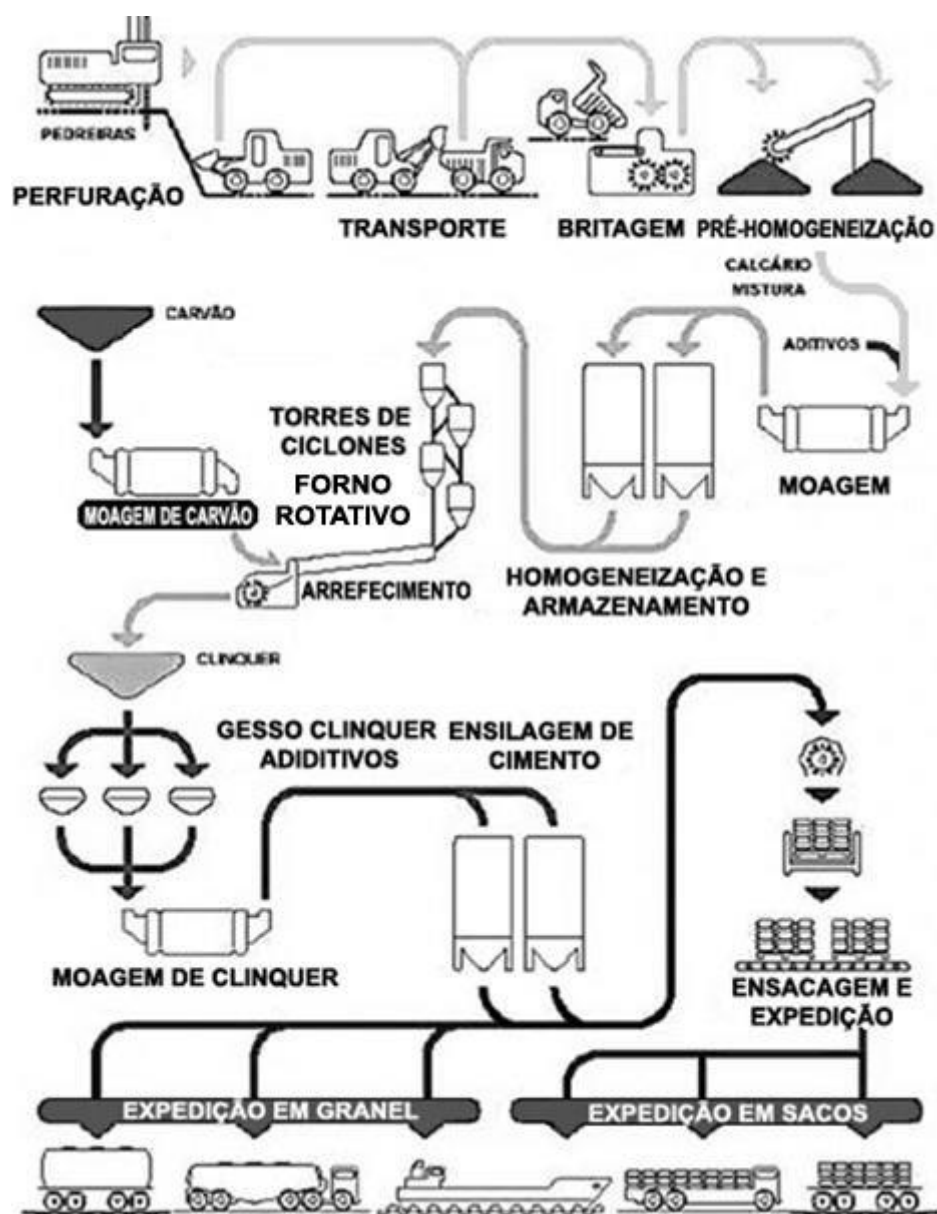 PEDREIRAS
PERFURAÇÃO
TRANSPORTE
BRITAGEM
PRÉ-HOMOGENEIZAÇÃO
CALCÁRIO
MISTURA
ADITIVOS
CARVÃO
TORRES DE
CICLONES
FORNO
ROTATIVO
MOAGEM
MOAGEM DE CARVÃO
ARREFECIMENTO
HOMOGENEIZAÇÃO E
ARMAZENAMENTO
CLINQUER
GESSO CLINQUER
ADIDITIVOS
ENSILAGEM DE
CIMENTO
MOAGEM DE CLINQUER
ENSACAGEM E
EXPEDIÇÃO
EXPEDIÇÃO EM GRANEL
EXPEDIÇÃO EM SACOS